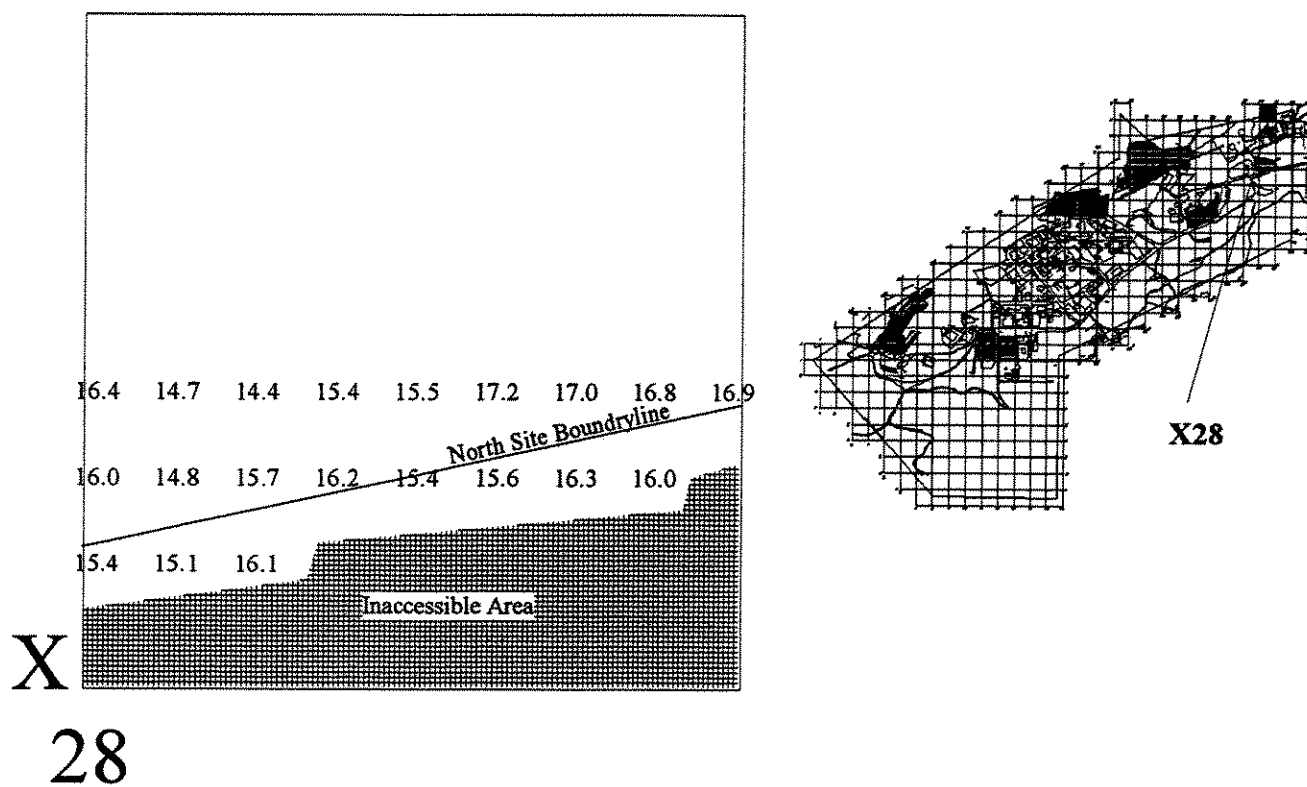 16.4 14.7 14.4 15.4 15.5 17.2 17.0 16.8 16.9
North Site Boundryline
16.0 14.8 15.7 16.2 15.4 15.6 16.3 16.0
15.4 15.1 16.1
Inaccessible Area
X
28
X28